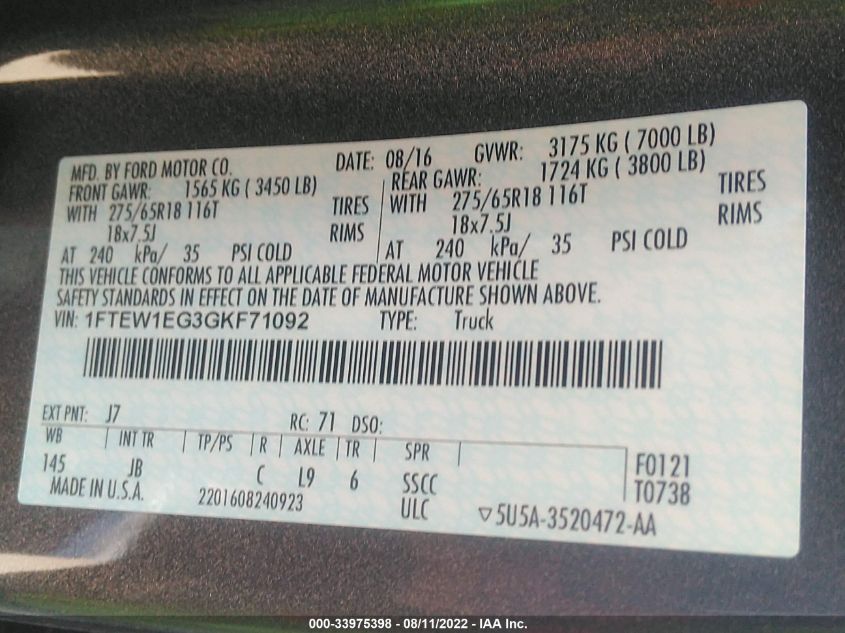 MFD. BY FORD MOTOR CO. DATE: 08/16 GVWR: 3175 KG ( 7000 LB)
FRONT GAWR: 1565 KG ( 3450 LB) REAR GAWR: 1724 KG ( 3800 LB)
WITH 275/65R18 116T TIRES WITH 275/65R18 116T TIRES
18x7.5J RIMS 18x7.5J RIMS
AT 240 kPa/ 35 PSI COLD AT 240 kPa/ 35 PSI COLD
THIS VEHICLE CONFORMS TO ALL APPLICABLE FEDERAL MOTOR VEHICLE
SAFETY STANDARDS IN EFFECT ON THE DATE OF MANUFACTURE SHOWN ABOVE.
VIN: 1FTEW1EG3GKF71092 TYPE: Truck
EXT PNT: J7 RC: 71 DSO:
WB INT TR TP/PS R AXLE TR SPR
145 JB C L9 6 SSCC F0121
MADE IN U.S.A. 2201608240923 ULC T0738
▽5U5A-3520472-AA
000-33975398 - 08/11/2022 - IAA Inc.